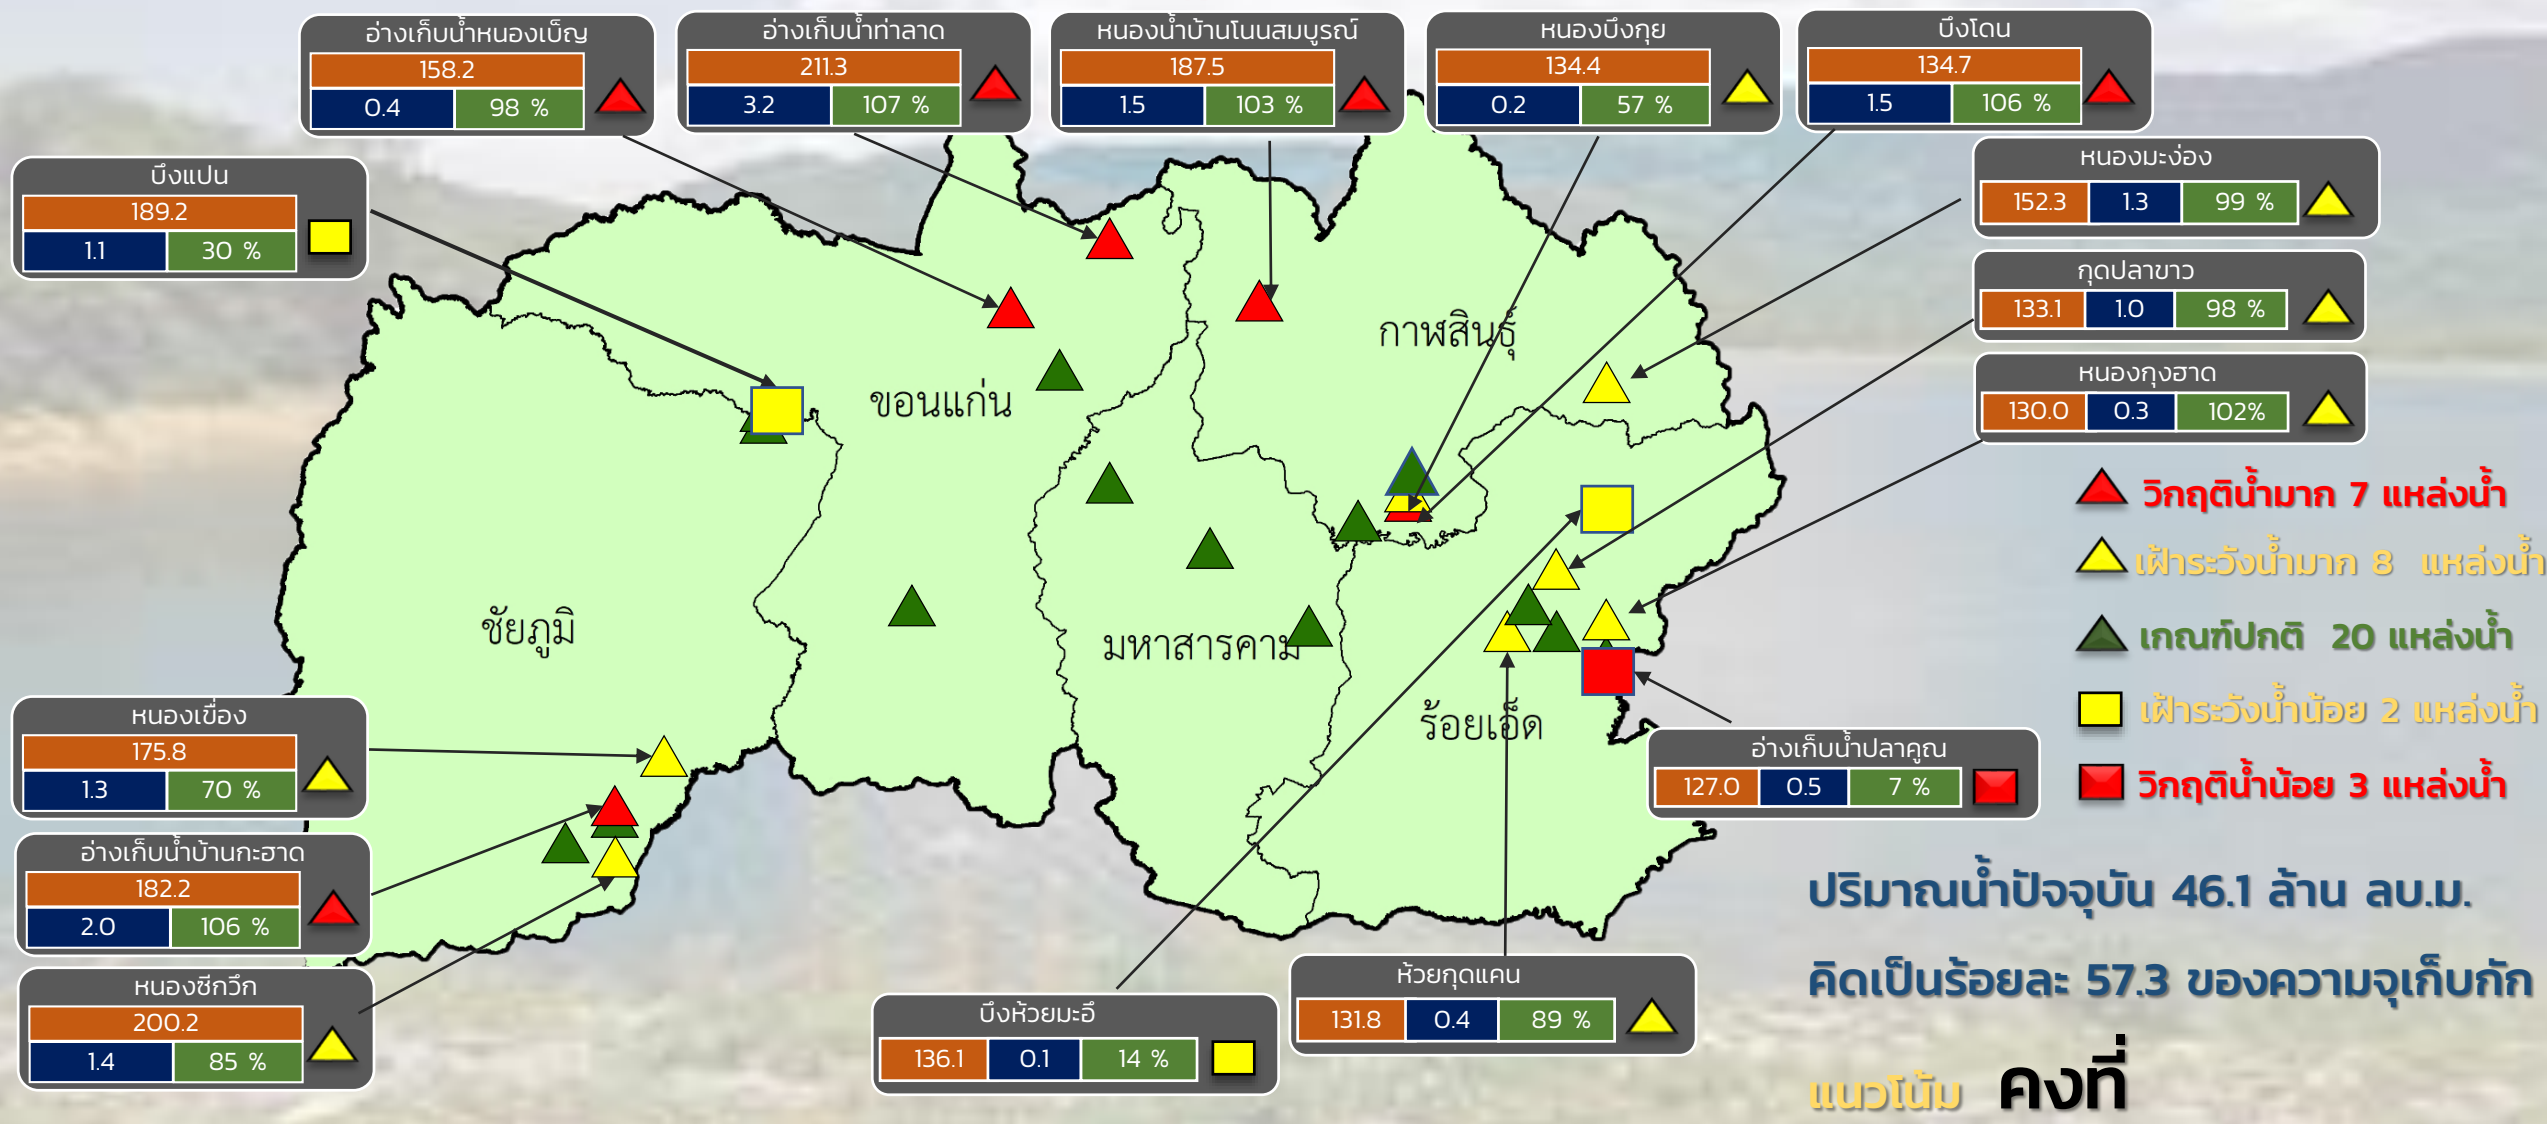 อ่างเก็บน้ำหนองเบ็ญ
158.2
0.4 98 %
อ่างเก็บน้ำท่าลาด
211.3
3.2 107 %
หนองน้ำบ้านโนนสมบูรณ์
187.5
1.5 103 %
หนองบึงกุย
134.4
0.2 57 %
บึงโดน
134.7
1.5 106 %
บึงแปน
189.2
1.1 30 %
หนองมะง่อง
152.3 1.3 99 %
กุดปลาขาว
133.1 1.0 98 %
หนองกุงฮาด
130.0 0.3 102%
กาฬสินธุ์
ขอนแก่น
ชัยภูมิ
มหาสารคาม
ร้อยเอ็ด
วิกฤติน้ำมาก 7 แหล่งน้ำ
เฝ้าระวังน้ำมาก 8 แหล่งน้ำ
เกณฑ์ปกติ 20 แหล่งน้ำ
เฝ้าระวังน้ำน้อย 2 แหล่งน้ำ
วิกฤติน้ำน้อย 3 แหล่งน้ำ
หนองเขื่อง
175.8
1.3 70 %
อ่างเก็บน้ำบ้านกะฮาด
182.2
2.0 106 %
หนองซีกวึก
200.2
1.4 85 %
อ่างเก็บน้ำปลาคูณ
127.0 0.5 7 %
บึงห้วยมะอึ
136.1 0.1 14 %
ห้วยกุดแคน
131.8 0.4 89 %
ปริมาณน้ำปัจจุบัน 46.1 ล้าน ลบ.ม.
คิดเป็นร้อยละ 57.3 ของความจุเก็บกัก
แนวโน้ม คงที่